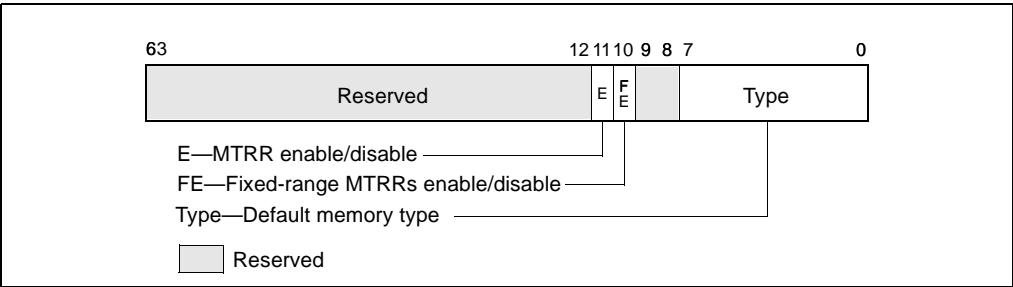 63 12 11 10 9 8 7 0
Reserved E F E Type
E—MTRR enable/disable
FE—Fixed-range MTRRs enable/disable
Type—Default memory type
Reserved